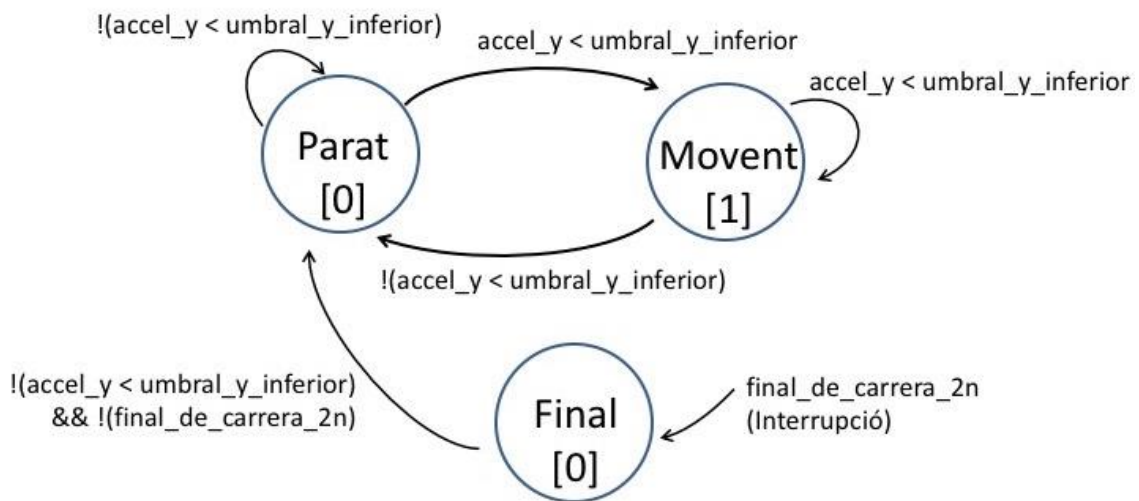 !(accel_y < umbral_y_inferior)
accel_y < umbral_y_inferior
accel_y < umbral_y_inferior
Parat
[0]
Movent
[1]
!(accel_y < umbral_y_inferior)
!(accel_y < umbral_y_inferior)
&& !(final_de_carrera_2n)
Final
[0]
final_de_carrera_2n
(Interrupció)